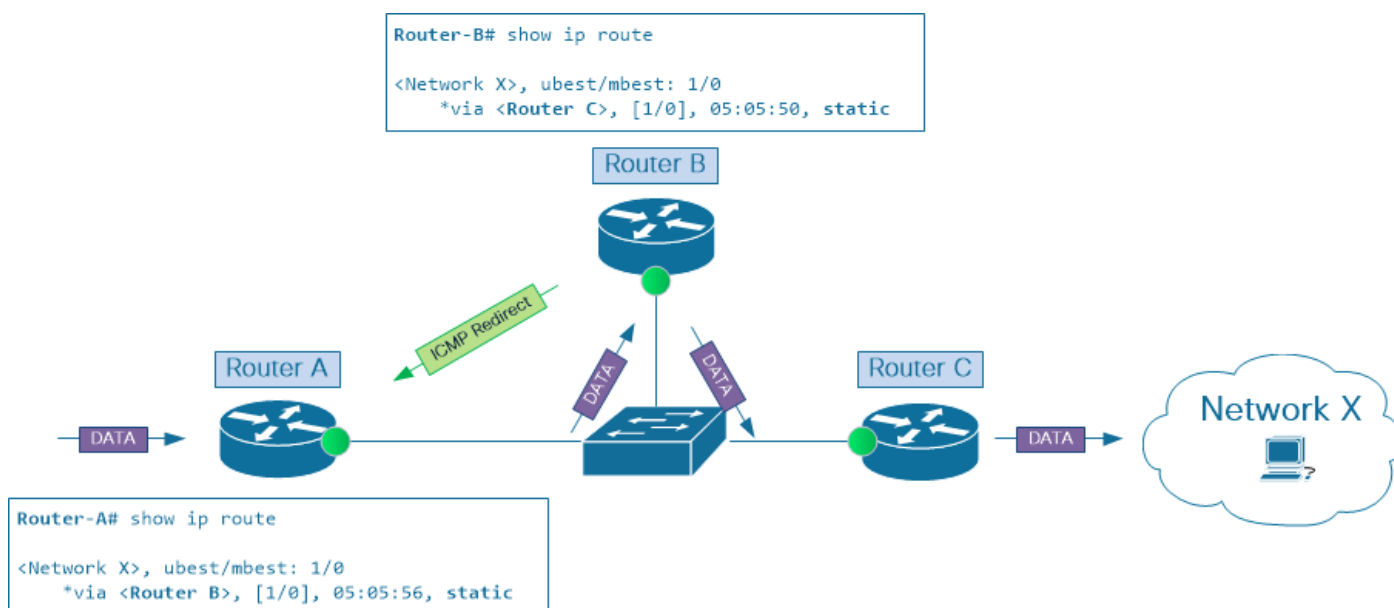 Router-B# show ip route
<Network X>, ubest/mbest: 1/0
*via <Router C>, [1/0], 05:05:50, static
Router B
ICMP Redirect
DATA
DATA
Router A
Router C
DATA
DATA
Network X
?
Router-A# show ip route
<Network X>, ubest/mbest: 1/0
*via <Router B>, [1/0], 05:05:56, static